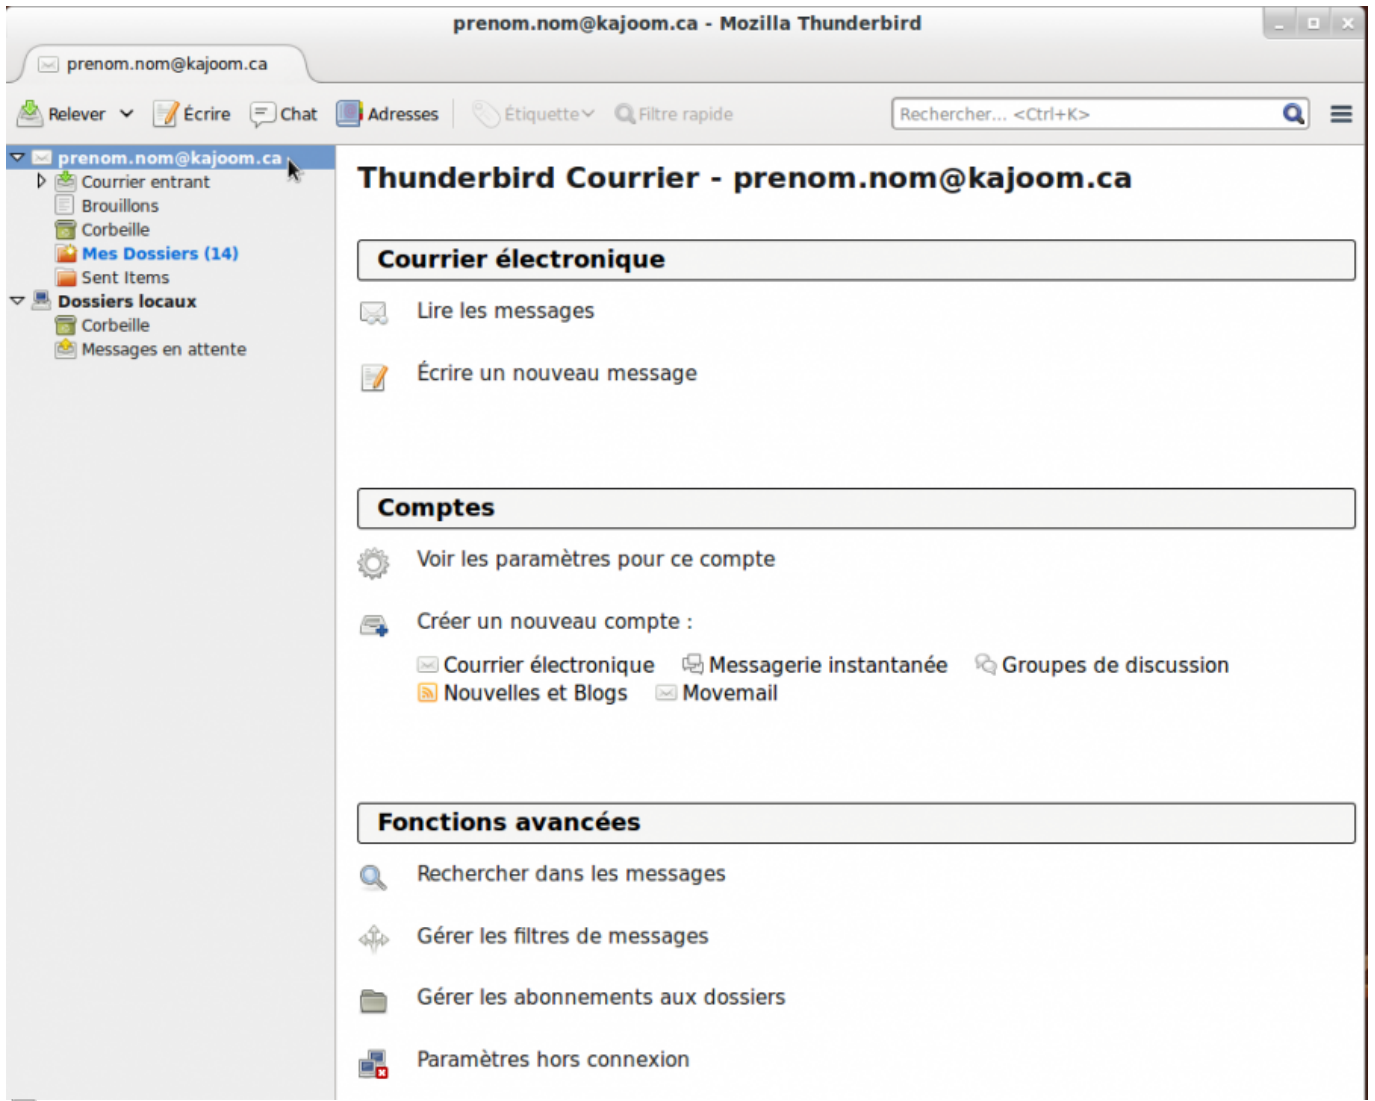 prenom.nom@kajoom.ca - Mozilla Thunderbird
prenom.nom@kajoom.ca
Relever Écrire Chat Adresses Étiquette Filtre rapide Rechercher... <Ctrl+K>
prenom.nom@kajoom.ca
Courrier entrant
Brouillons
Corbeille
Mes Dossiers (14)
Sent Items
Dossiers locaux
Corbeille
Messages en attente
Thunderbird Courrier - prenom.nom@kajoom.ca
Courrier électronique
Lire les messages
Écrire un nouveau message
Comptes
Voir les paramètres pour ce compte
Créer un nouveau compte :
Courrier électronique Messagerie instantanée Groupes de discussion
Nouvelles et Blogs Movemail
Fonctions avancées
Rechercher dans les messages
Gérer les filtres de messages
Gérer les abonnements aux dossiers
Paramètres hors connexion